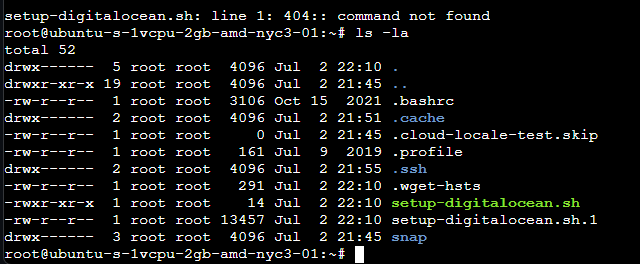 setup-digitalocean.sh: line 1: 404:: command not found
root@ubuntu-s-1vcpu-2gb-amd-nyc3-01:~# ls -la
total 52
drwx------  5 root root  4096 Jul  2 22:10 .
drwxr-xr-x 19 root root  4096 Jul  2 21:45 ..
-rw-r--r--  1 root root  3106 Oct 15  2021 .bashrc
drwx------  2 root root  4096 Jul  2 21:51 .cache
-rw-r--r--  1 root root     0 Jul  2 21:45 .cloud-locale-test.skip
-rw-r--r--  1 root root   161 Jul  9  2019 .profile
drwx------  2 root root  4096 Jul  2 21:55 .ssh
-rw-r--r--  1 root root   291 Jul  2 22:10 .wget-hsts
-rwxr-xr-x  1 root root    14 Jul  2 22:10 setup-digitalocean.sh
-rw-r--r--  1 root root 13457 Jul  2 22:10 setup-digitalocean.sh.1
drwx------  3 root root  4096 Jul  2 21:45 snap
root@ubuntu-s-1vcpu-2gb-amd-nyc3-01:~#